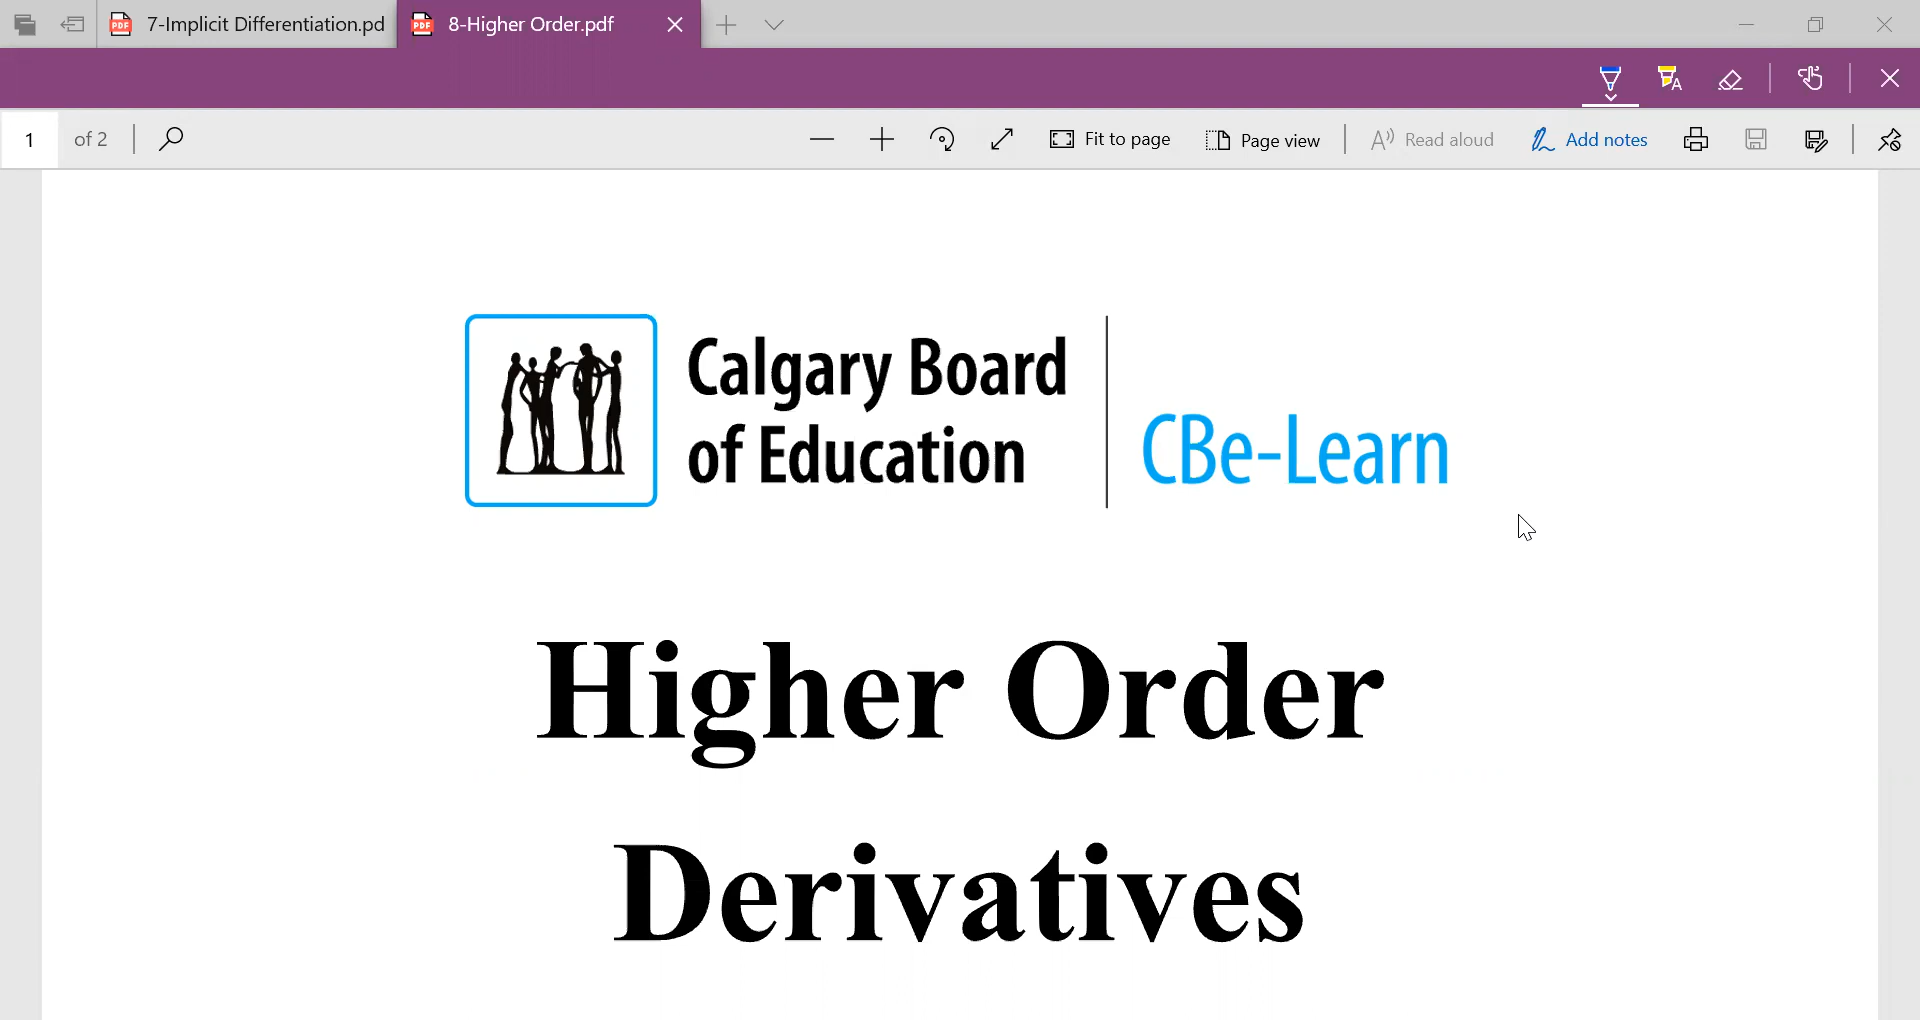 7-Implicit Differentiation.pd
8-Higher Order.pdf
1 of 2
Fit to page
Page view
Read aloud
Add notes
Calgary Board
of Education
CBe-Learn
Higher Order
Derivatives